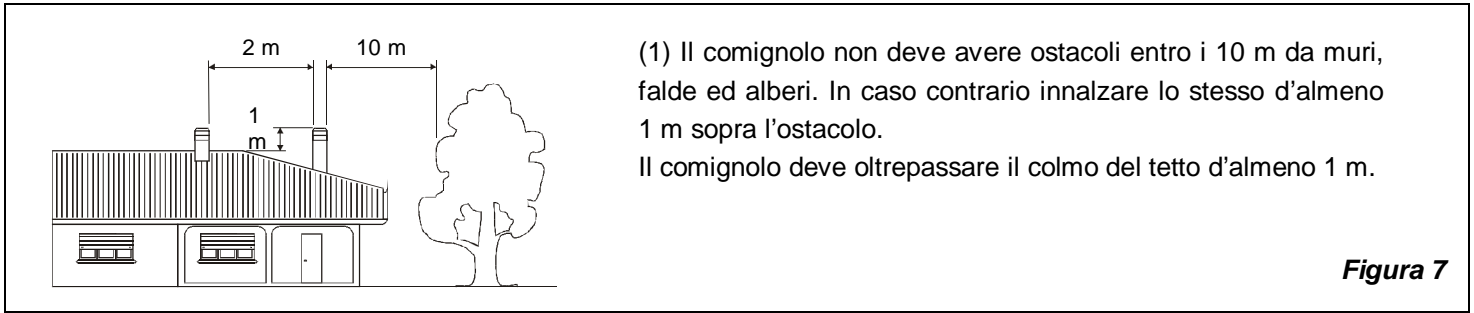 2 m
10 m
1
m
(1) Il comignolo non deve avere ostacoli entro i 10 m da muri,
falde ed alberi. In caso contrario innalzare lo stesso d’almeno
1 m sopra l’ostacolo.
Il comignolo deve oltrepassare il colmo del tetto d’almeno 1 m.
Figura 7